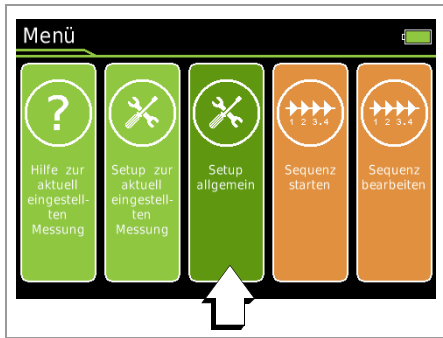 Menü
?
Hilfe zur
aktuell
eingestell-
ten
Messung
Setup zur
aktuell
eingestell-
ten
Messung
Setup
allgemein
1 2 3.4
Sequenz
starten
1 2 3.4
Sequenz
bearbeiten